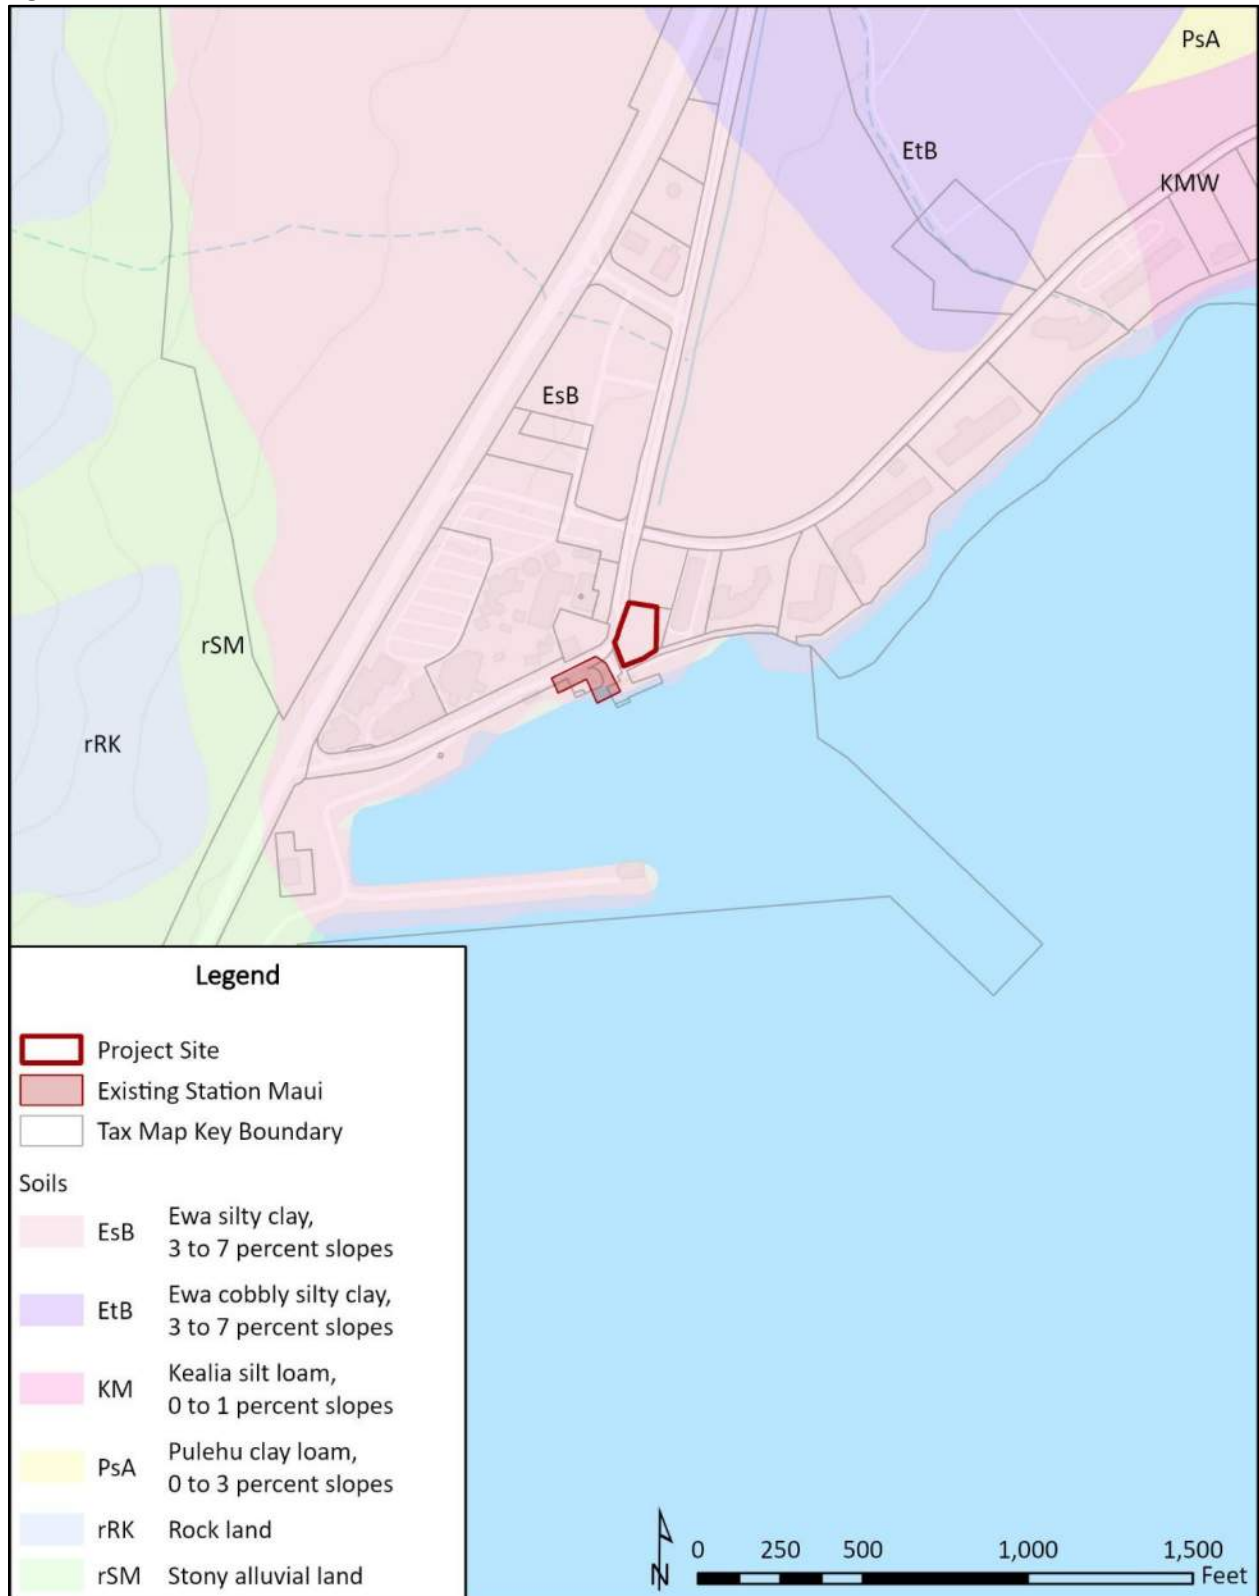 PsA
EtB
KMW
EsB
rSM
rRK
Legend
Project Site
Existing Station Maui
Tax Map Key Boundary
Soils
EsB Ewa silty clay,
3 to 7 percent slopes
EtB Ewa cobbly silty clay,
3 to 7 percent slopes
KM Kealia silt loam,
0 to 1 percent slopes
PsA Pulehu clay loam,
0 to 3 percent slopes
rRK Rock land
rSM Stony alluvial land
N
0 250 500 1,000 1,500
Feet